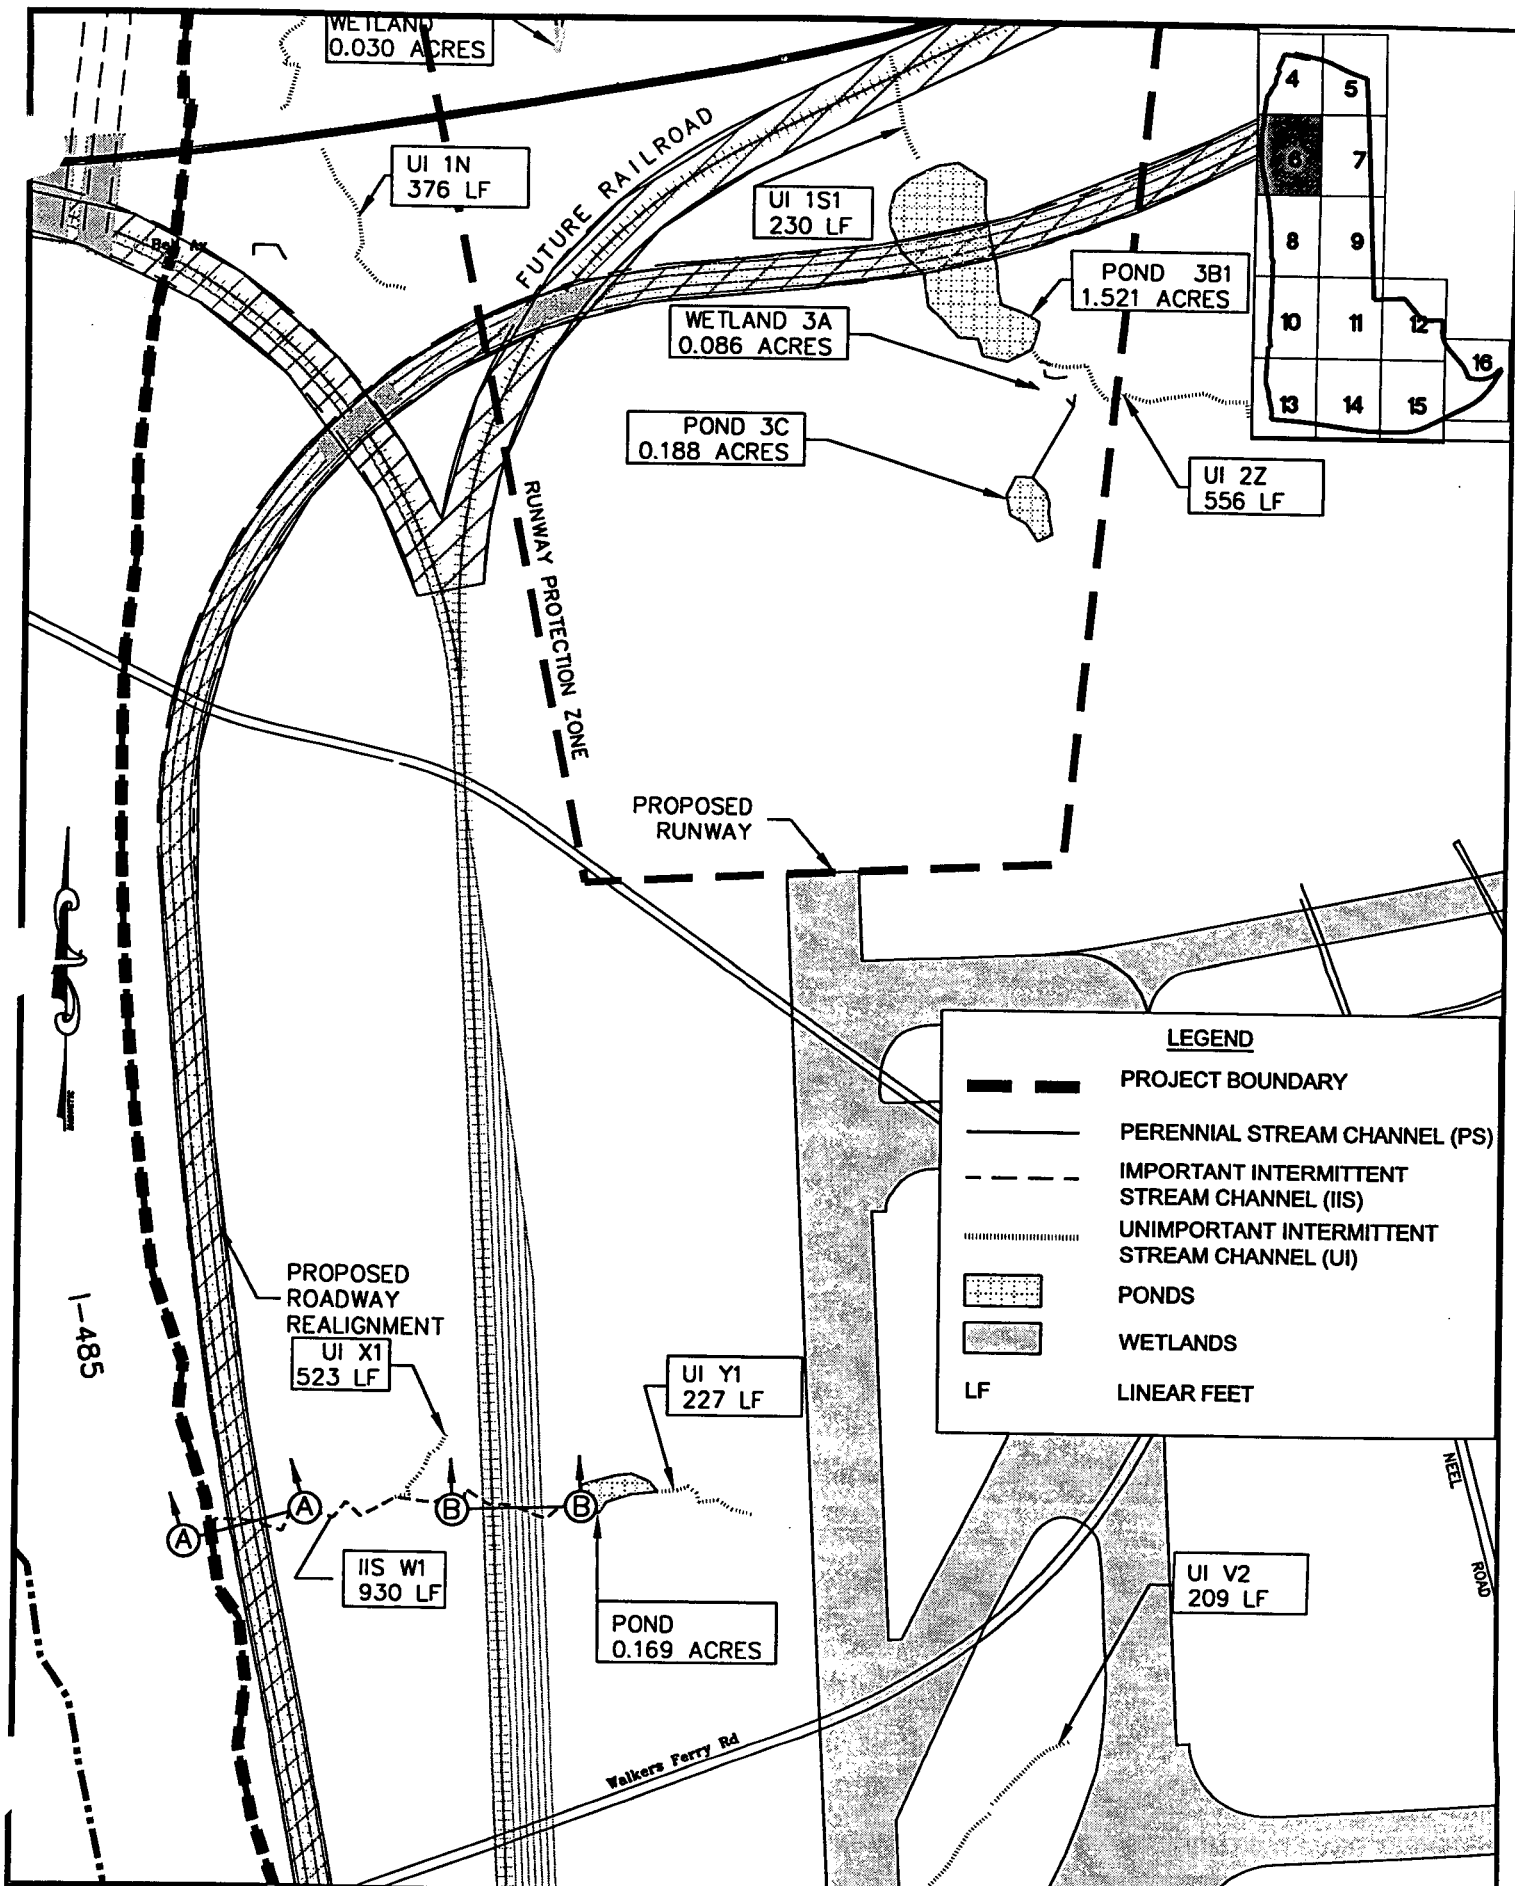 WETLAND
0.030 ACRES
UI 1N
376 LF
FUTURE RAILROAD
UI 1S1
230 LF
POND 3B1
1.521 ACRES
WETLAND 3A
0.086 ACRES
POND 3C
0.188 ACRES
UI 2Z
556 LF
4
5
6
7
8
9
10
11
12
16
13
14
15
RUNWAY PROTECTION ZONE
PROPOSED
RUNWAY
MAGNETIC
I-485
PROPOSED
ROADWAY
REALIGNMENT
UI X1
523 LF
UI Y1
227 LF
A
A
B
B
IIS W1
930 LF
POND
0.169 ACRES
UI V2
209 LF
Walkers Ferry Rd
NEEL
ROAD
LEGEND
PROJECT BOUNDARY
PERENNIAL STREAM CHANNEL (PS)
IMPORTANT INTERMITTENT
STREAM CHANNEL (IIS)
UNIMPORTANT INTERMITTENT
STREAM CHANNEL (UI)
PONDS
WETLANDS
LF LINEAR FEET